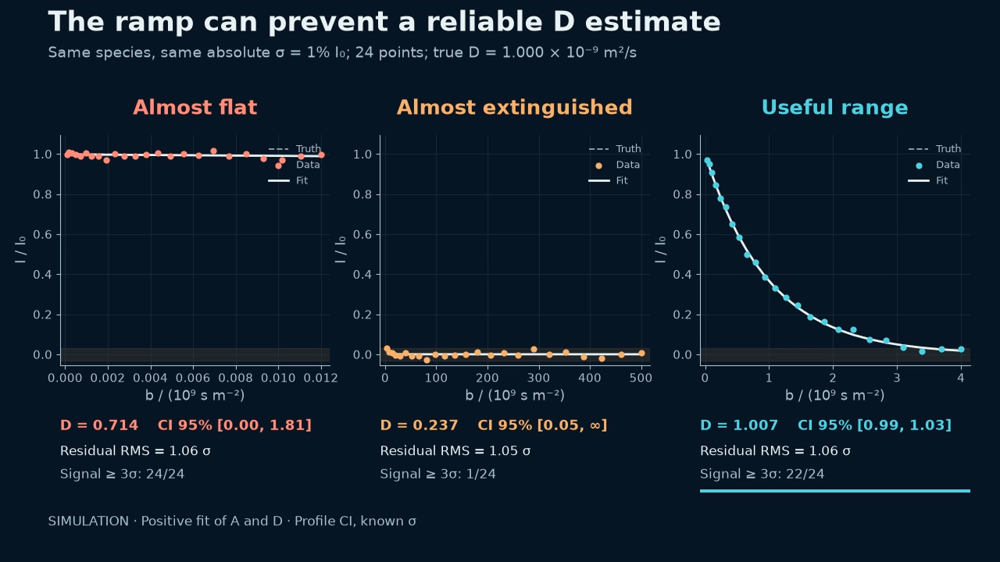 The ramp can prevent a reliable D estimate
Same species, same absolute σ = 1% I₀; 24 points; true D = 1.000 × 10⁻⁹ m²/s
Almost flat
I / I₀
1.0
0.8
0.6
0.4
0.2
0.0
Truth
Data
Fit
0.000 0.002 0.004 0.006 0.008 0.010 0.012
b / (10⁹ s m⁻²)
D = 0.714 CI 95% [0.00, 1.81]
Residual RMS = 1.06 σ
Signal ≥ 3σ: 24/24
Almost extinguished
I / I₀
1.0
0.8
0.6
0.4
0.2
0.0
Truth
Data
Fit
0 100 200 300 400 500
b / (10⁹ s m⁻²)
D = 0.237 CI 95% [0.05, ∞]
Residual RMS = 1.05 σ
Signal ≥ 3σ: 1/24
Useful range
I / I₀
1.0
0.8
0.6
0.4
0.2
0.0
Truth
Data
Fit
0 1 2 3 4
b / (10⁹ s m⁻²)
D = 1.007 CI 95% [0.99, 1.03]
Residual RMS = 1.06 σ
Signal ≥ 3σ: 22/24
SIMULATION · Positive fit of A and D · Profile CI, known σ